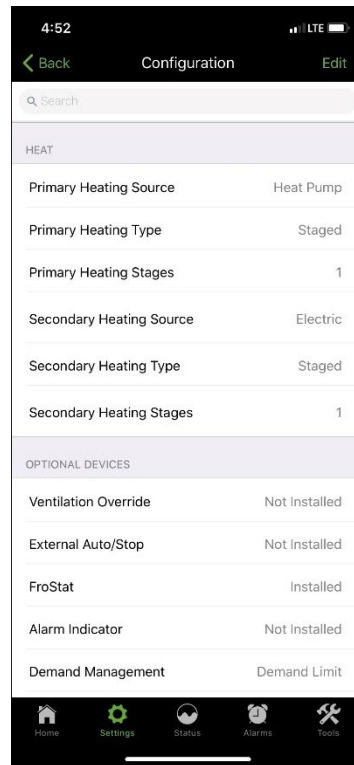 4:52 LTE
Back Configuration Edit
Search
HEAT
Primary Heating Source Heat Pump
Primary Heating Type Staged
Primary Heating Stages 1
Secondary Heating Source Electric
Secondary Heating Type Staged
Secondary Heating Stages 1
OPTIONAL DEVICES
Ventilation Override Not Installed
External Auto/Stop Not Installed
FroStat Installed
Alarm Indicator Not Installed
Demand Management Demand Limit
Home Settings Status Alarms Tools